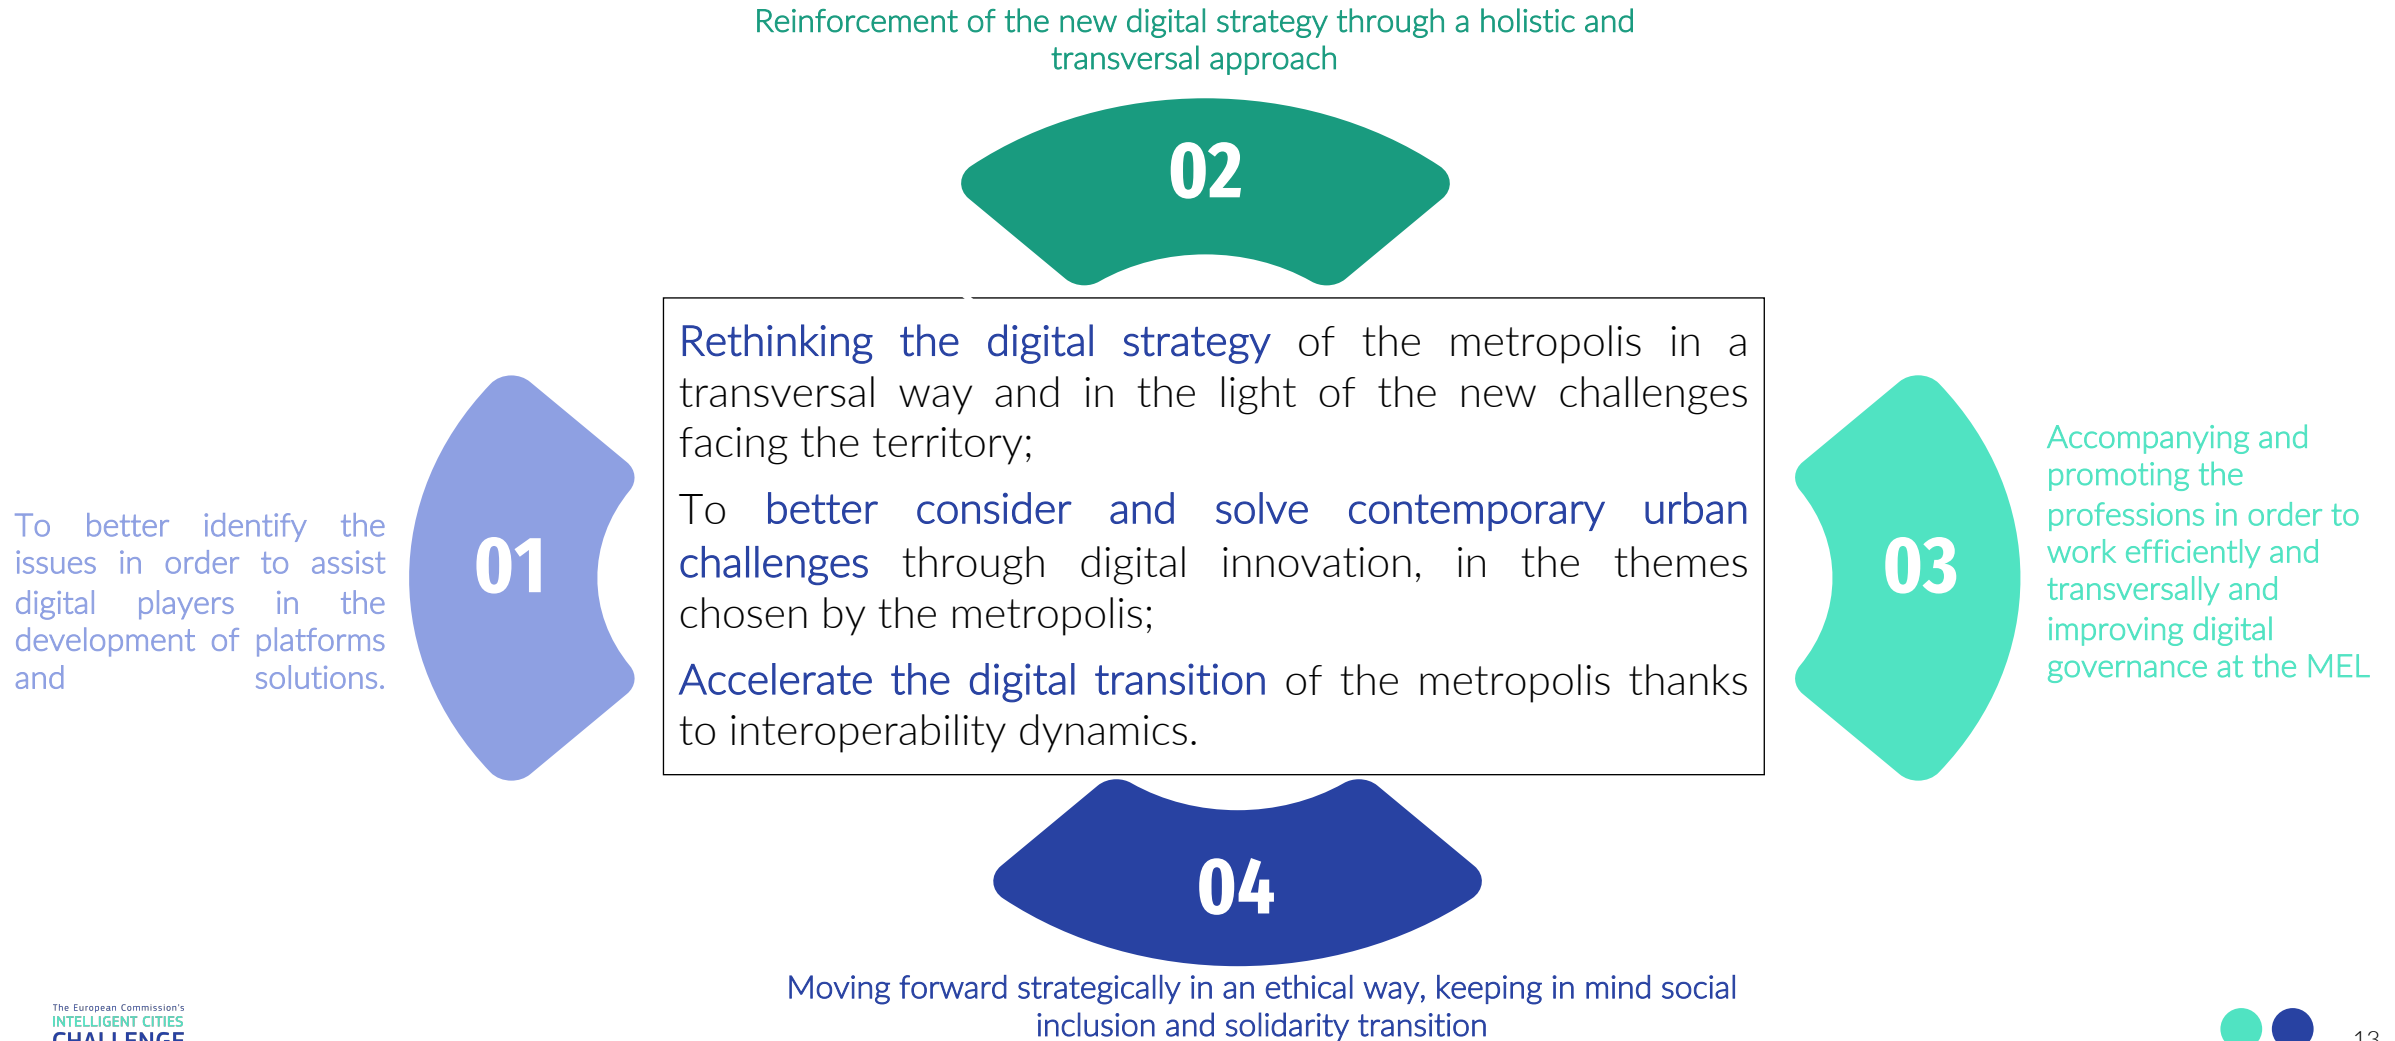 Reinforcement of the new digital strategy through a holistic and
transversal approach
02
Rethinking the digital strategy of the metropolis in a
transversal way and in the light of the new challenges
facing the territory;
To better consider and solve contemporary urban
challenges through digital innovation, in the themes
chosen by the metropolis;
Accelerate the digital transition of the metropolis thanks
to interoperability dynamics.
To better identify the
issues in order to assist
digital players in the
development of platforms
and solutions.
01
03
Accompanying and
promoting the
professions in order to
work efficiently and
transversally and
improving digital
governance at the MEL
04
Moving forward strategically in an ethical way, keeping in mind social
inclusion and solidarity transition
The European Commission's
INTELLIGENT CITIES
CHALLENGE
13